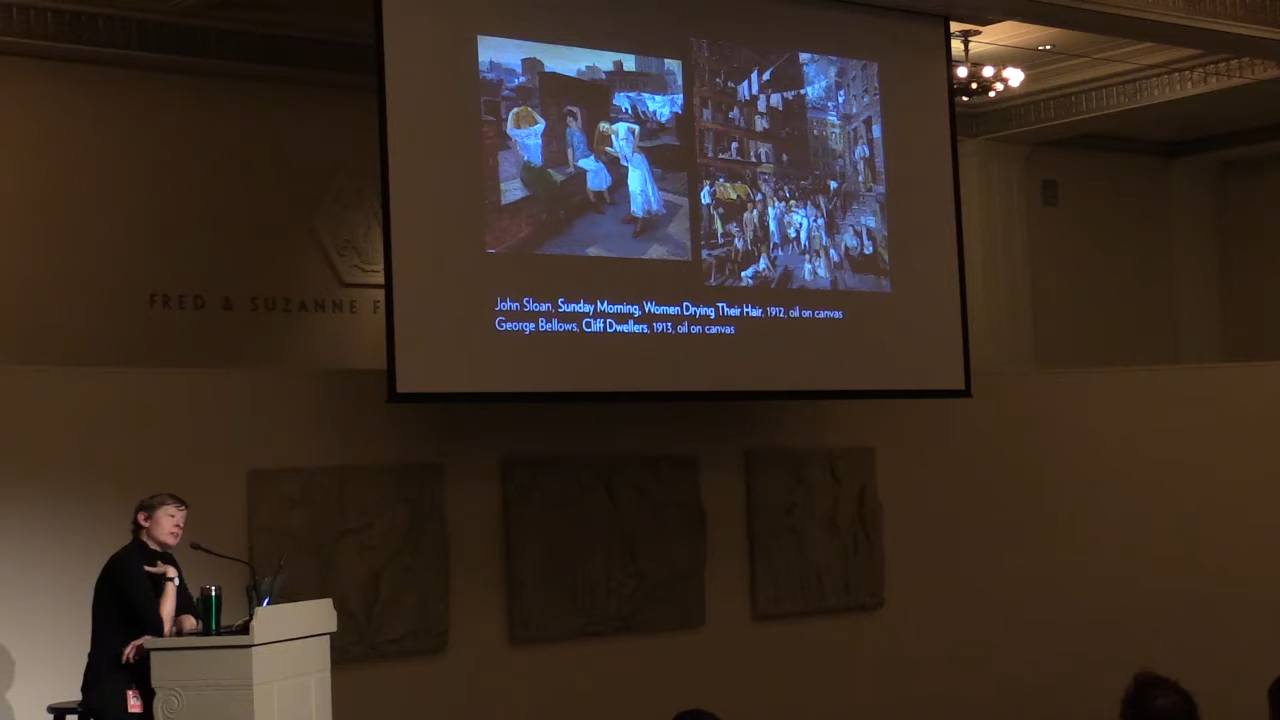 FRED & SUZANNE F
John Sloan, Sunday Morning, Women Drying Their Hair, 1912, oil on canvas
George Bellows, Cliff Dwellers, 1913, oil on canvas